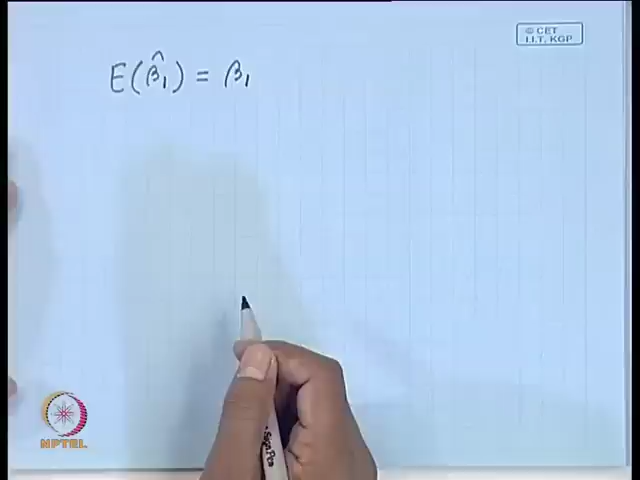 © CET
I.I.T. KGP
E(β̂₁) = β₁
NPTEL